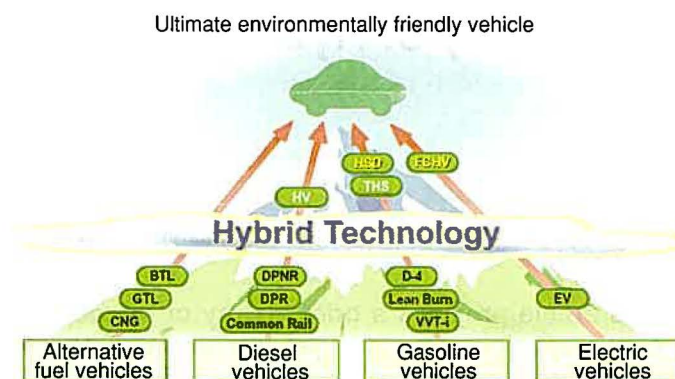 Ultimate environmentally friendly vehicle
HSD
FCHV
THS
HV
Hybrid Technology
BTL
DPNR
D-4
GTL
DPR
Lean Burn
EV
CNG
Common Rail
VVT-i
Alternative
fuel vehicles
Diesel
vehicles
Gasoline
vehicles
Electric
vehicles